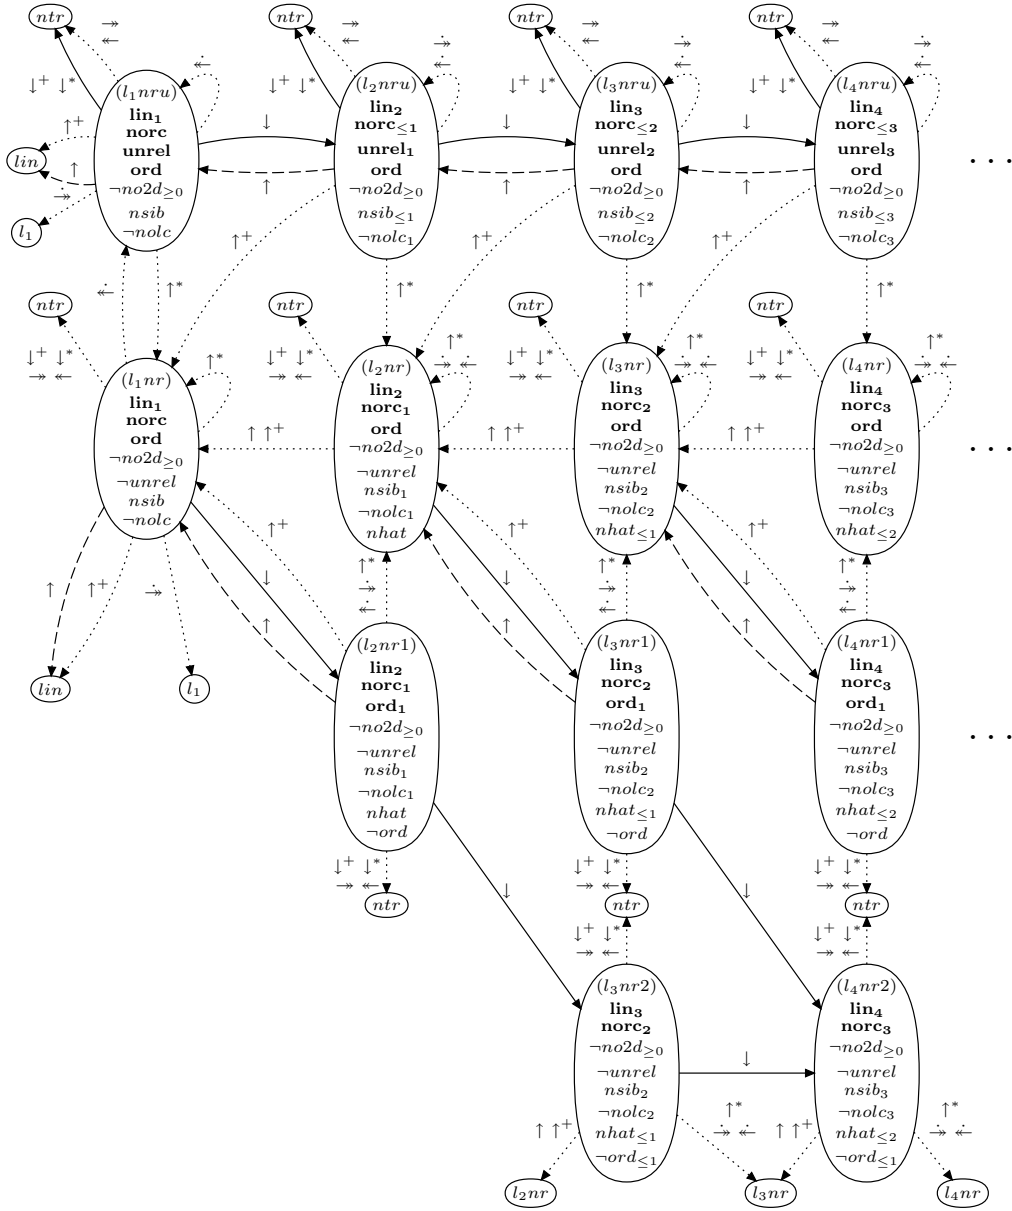 ntr ntr ntr ntr
↠ ↞ ↠ ↞ ↠ ↞ ↠ ↞
↓⁺ ↓* ↓⁺ ↓* ↓⁺ ↓* ↓⁺ ↓*
(l₁nru) (l₂nru) (l₃nru) (l₄nru)
lin₁ lin₂ lin₃ lin₄
norc norc≤₁ norc≤₂ norc≤₃
unrel unrel₁ unrel₂ unrel₃
ord ord ord ord
¬no2d≥₀ ¬no2d≥₀ ¬no2d≥₀ ¬no2d≥₀
nsib nsib≤₁ nsib≤₂ nsib≤₃
¬nolc ¬nolc₁ ¬nolc₂ ¬nolc₃
↓ ↓ ↓ . . .
↑ ↑ ↑
↑⁺
lin
↑
l₁
↑⁺ ↑⁺ ↑⁺
↑* ↑* ↑* ↑*
ntr ntr ntr ntr
↓⁺ ↓* ↓⁺ ↓* ↓⁺ ↓* ↓⁺ ↓*
↠ ↞ ↠ ↞ ↠ ↞ ↠ ↞
↑* ↑* ↑* ↑*
(l₁nr) (l₂nr) (l₃nr) (l₄nr)
lin₁ lin₂ lin₃ lin₄
norc norc₁ norc₂ norc₃
ord ord ord ord
¬no2d≥₀ ¬no2d≥₀ ¬no2d≥₀ ¬no2d≥₀
¬unrel ¬unrel ¬unrel ¬unrel
nsib nsib₁ nsib₂ nsib₃
¬nolc ¬nolc₁ ¬nolc₂ ¬nolc₃
nhat nhat≤₁ nhat≤₂
↑ ↑⁺ ↑ ↑⁺ ↑ ↑⁺ . . .
↑⁺ ↑⁺ ↑⁺
↓ ↓ ↓
↑ ↑ ↑
↑* ↑* ↑*
↑ ↑⁺
lin l₁
(l₂nr1) (l₃nr1) (l₄nr1)
lin₂ lin₃ lin₄
norc₁ norc₂ norc₃
ord₁ ord₁ ord₁
¬no2d≥₀ ¬no2d≥₀ ¬no2d≥₀
¬unrel ¬unrel ¬unrel . . .
nsib₁ nsib₂ nsib₃
¬nolc₁ ¬nolc₂ ¬nolc₃
nhat nhat≤₁ nhat≤₂
¬ord ¬ord ¬ord
↓⁺ ↓* ↓⁺ ↓* ↓⁺ ↓*
↠ ↞ ↠ ↞ ↠ ↞
↓ ↓
ntr ntr ntr
↓⁺ ↓* ↓⁺ ↓*
↠ ↞ ↠ ↞
(l₃nr2) (l₄nr2)
lin₃ lin₄
norc₂ norc₃
¬no2d≥₀ ¬no2d≥₀
¬unrel ¬unrel
nsib₂ nsib₃
¬nolc₂ ¬nolc₃
nhat≤₁ nhat≤₂
¬ord≤₁ ¬ord≤₁
↓
↑* ↑*
↑ ↑⁺ ↑ ↑⁺
l₂nr l₃nr l₄nr